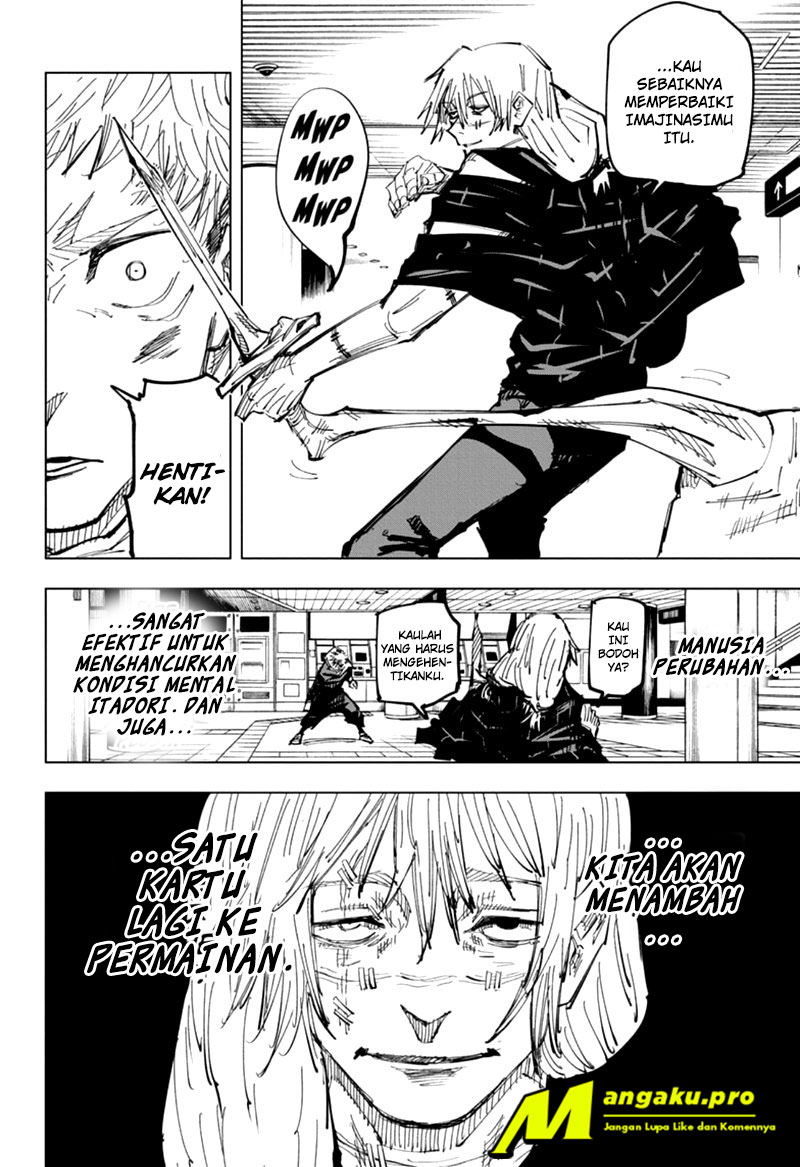 ...KAU
SEBAIKNYA
MEMPERBAIKI
IMAJINASIMU
ITU.
MWP
MWP
MWP
HENTI-
KAN!
MANUSIA
PERUBAHAN...
KAU
INI
BODOH
YA?
KAULAH
YANG HARUS
MENGEHEN-
TIKANKU.
...SANGAT
EFEKTIF UNTUK
MENGHANCURKAN
KONDISI MENTAL
ITADORI. DAN
JUGA...
...
KITA AKAN
MENAMBAH
...
...SATU
KARTU
LAGI KE
PERMAINAN.
Mangaku.pro
Jangan Lupa Like dan Komennya